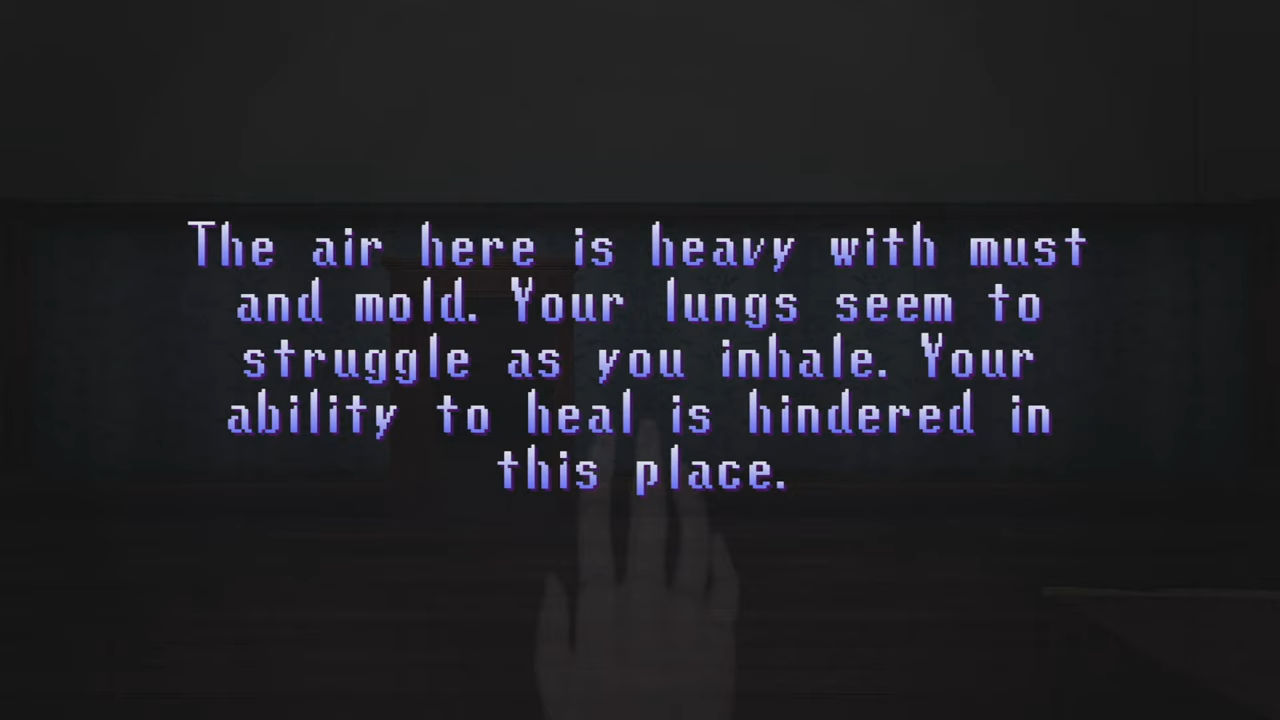 The air here is heavy with must
and mold. Your lungs seem to
struggle as you inhale. Your
ability to heal is hindered in
this place.